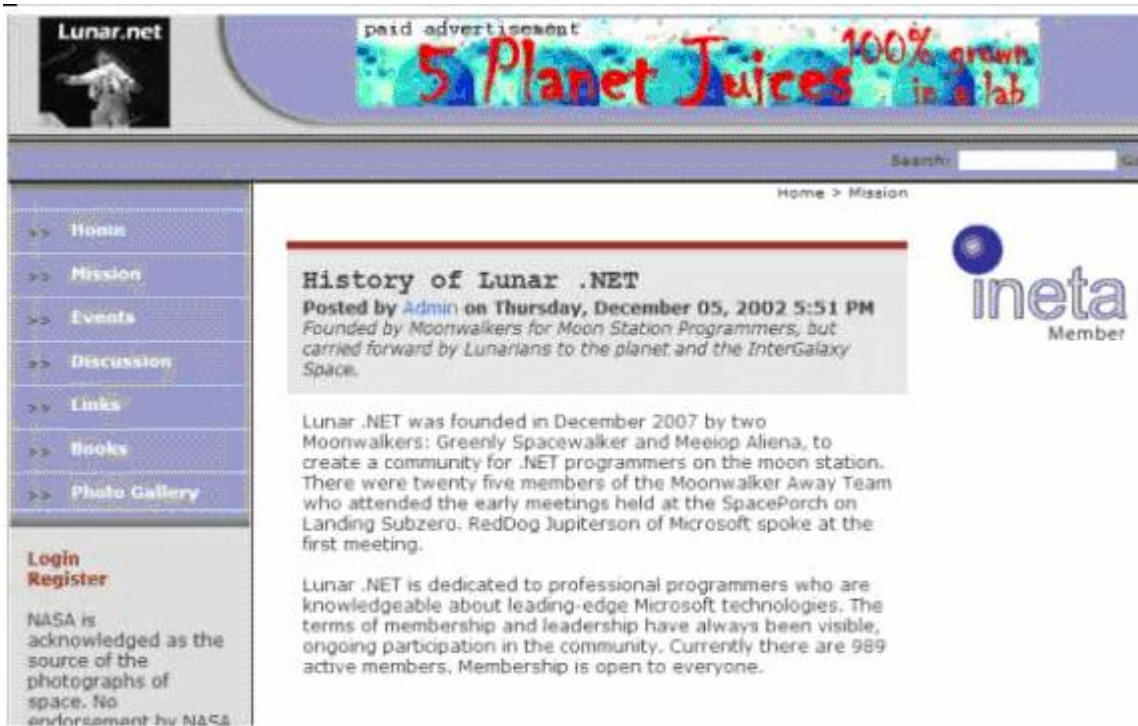 Lunar.net
paid advertisement
5 Planet Juices
100% grown
in a lab
Search:
Home > Mission
>> Home
>> Mission
>> Events
>> Discussion
>> Links
>> Books
>> Photo Gallery
Login
Register
NASA is
acknowledged as the
source of the
photographs of
space. No
endorsement by NASA
History of Lunar .NET
Posted by Admin on Thursday, December 05, 2002 5:51 PM
Founded by Moonwalkers for Moon Station Programmers, but
carried forward by Lunarians to the planet and the InterGalaxy
Space.
Lunar .NET was founded in December 2007 by two
Moonwalkers: Greenly Spacewalker and Meeiop Aliena, to
create a community for .NET programmers on the moon station.
There were twenty five members of the Moonwalker Away Team
who attended the early meetings held at the SpacePorch on
Landing Subzero. RedDog Jupiterson of Microsoft spoke at the
first meeting.
Lunar .NET is dedicated to professional programmers who are
knowledgeable about leading-edge Microsoft technologies. The
terms of membership and leadership have always been visible,
ongoing participation in the community. Currently there are 989
active members. Membership is open to everyone.
ineta
Member